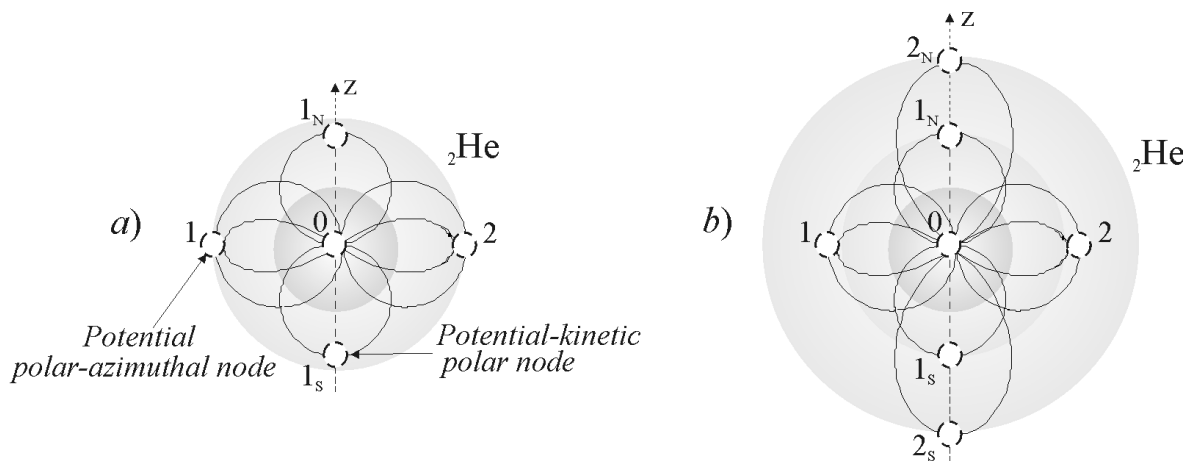 z
1N
₂He
a)
1
0
2
Potential
polar-azimuthal node
Potential-kinetic
polar node
1S
z
2N
1N
₂He
b)
1
0
2
1S
2S